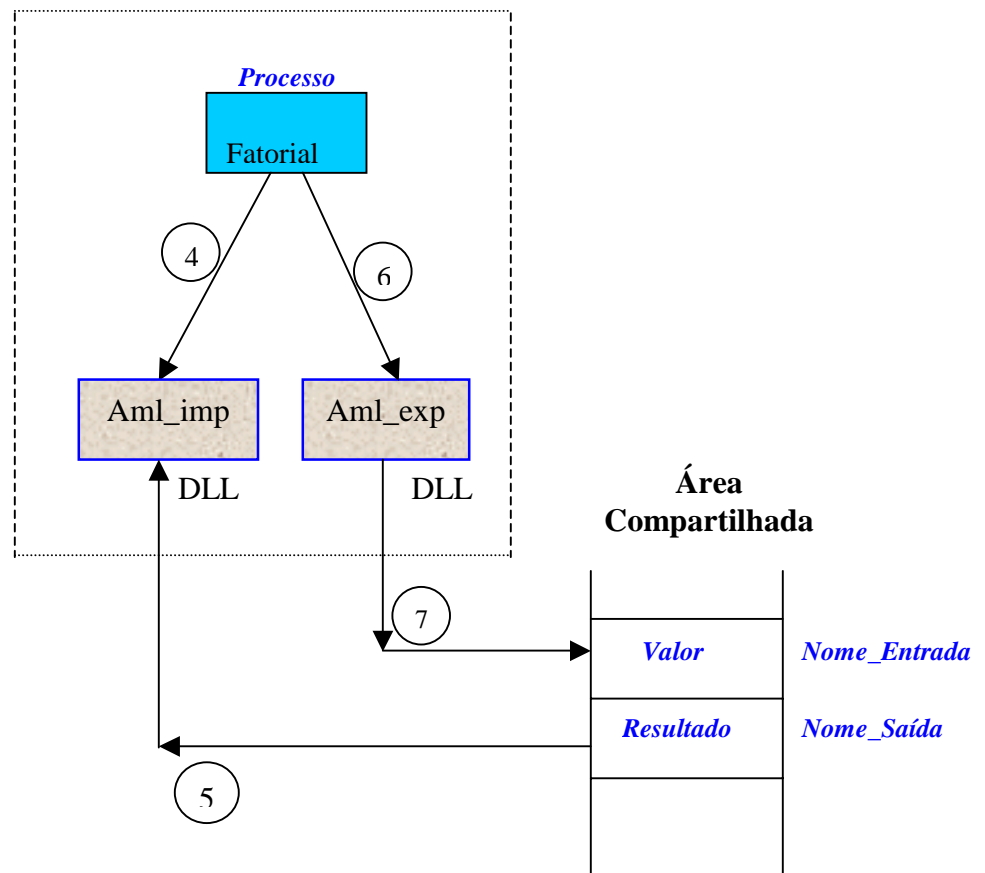 Processo
Fatorial
4
6
Aml_imp
Aml_exp
DLL
DLL
Área
Compartilhada
7
Valor
Nome_Entrada
Resultado
Nome_Saída
5